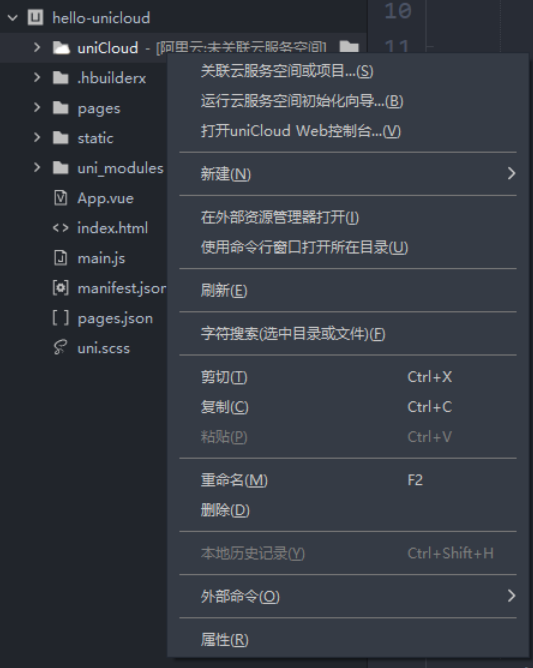 hello-unicloud
10
uniCloud - [阿里云:未关联云服务空间]
11
关联云服务空间或项目...(S)
.hbuilderx
运行云服务空间初始化向导...(B)
pages
打开uniCloud Web控制台...(V)
static
uni_modules
新建(N)
App.vue
在外部资源管理器打开(I)
index.html
使用命令行窗口打开所在目录(U)
main.js
manifest.json
刷新(E)
pages.json
字符搜索(选中目录或文件)(F)
uni.scss
剪切(T) Ctrl+X
复制(C) Ctrl+C
粘贴(P) Ctrl+V
重命名(M) F2
删除(D)
本地历史记录(Y) Ctrl+Shift+H
外部命令(O)
属性(R)